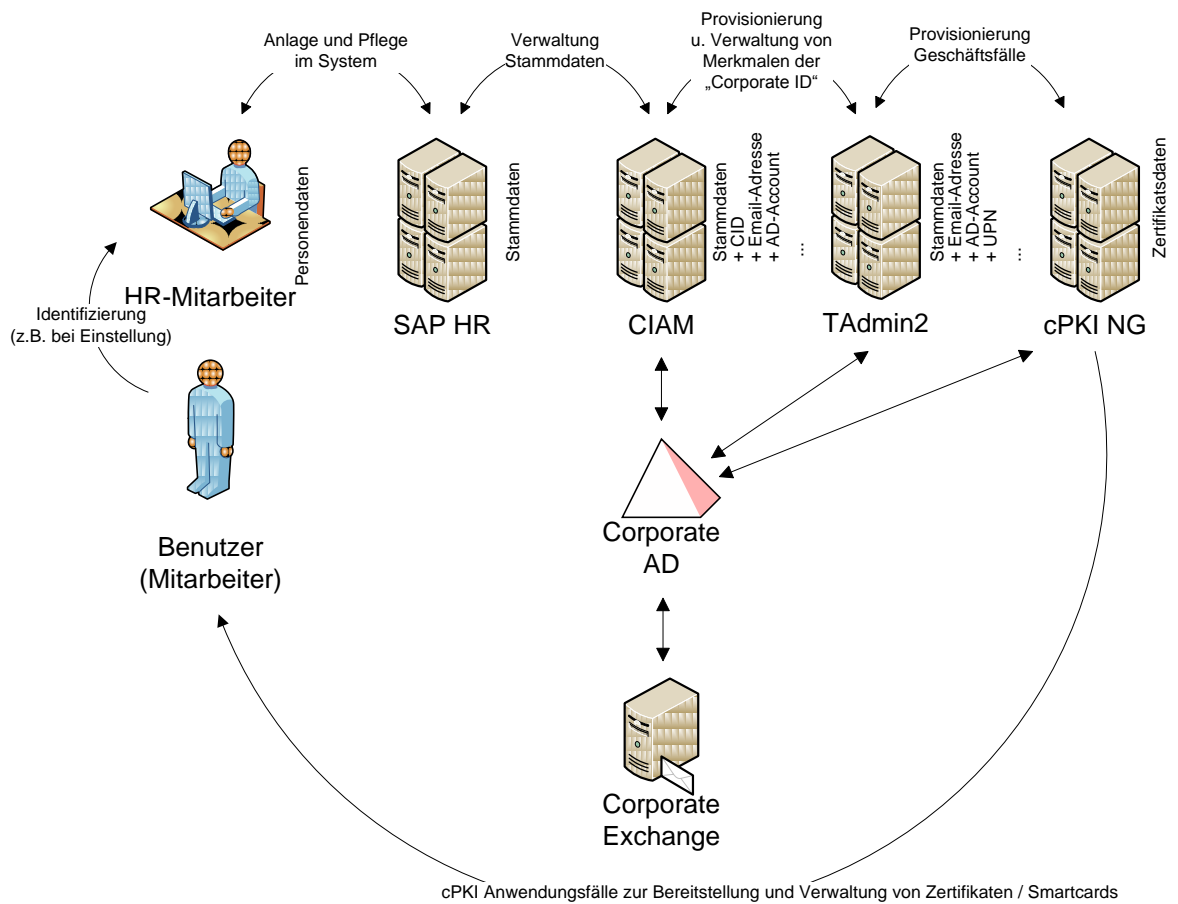 Anlage und Pflege
im System
Verwaltung
Stammdaten
Provisionierung
u. Verwaltung von
Merkmalen der
„Corporate ID“
Provisionierung
Geschäftsfälle
Personendaten
HR-Mitarbeiter
Stammdaten
SAP HR
Stammdaten
+ CID
+ Email-Adresse
+ AD-Account
...
CIAM
Stammdaten
+ Email-Adresse
+ AD-Account
+ UPN
...
TAdmin2
Zertifikatsdaten
cPKI NG
Identifizierung
(z.B. bei Einstellung)
Benutzer
(Mitarbeiter)
Corporate
AD
Corporate
Exchange
cPKI Anwendungsfälle zur Bereitstellung und Verwaltung von Zertifikaten / Smartcards